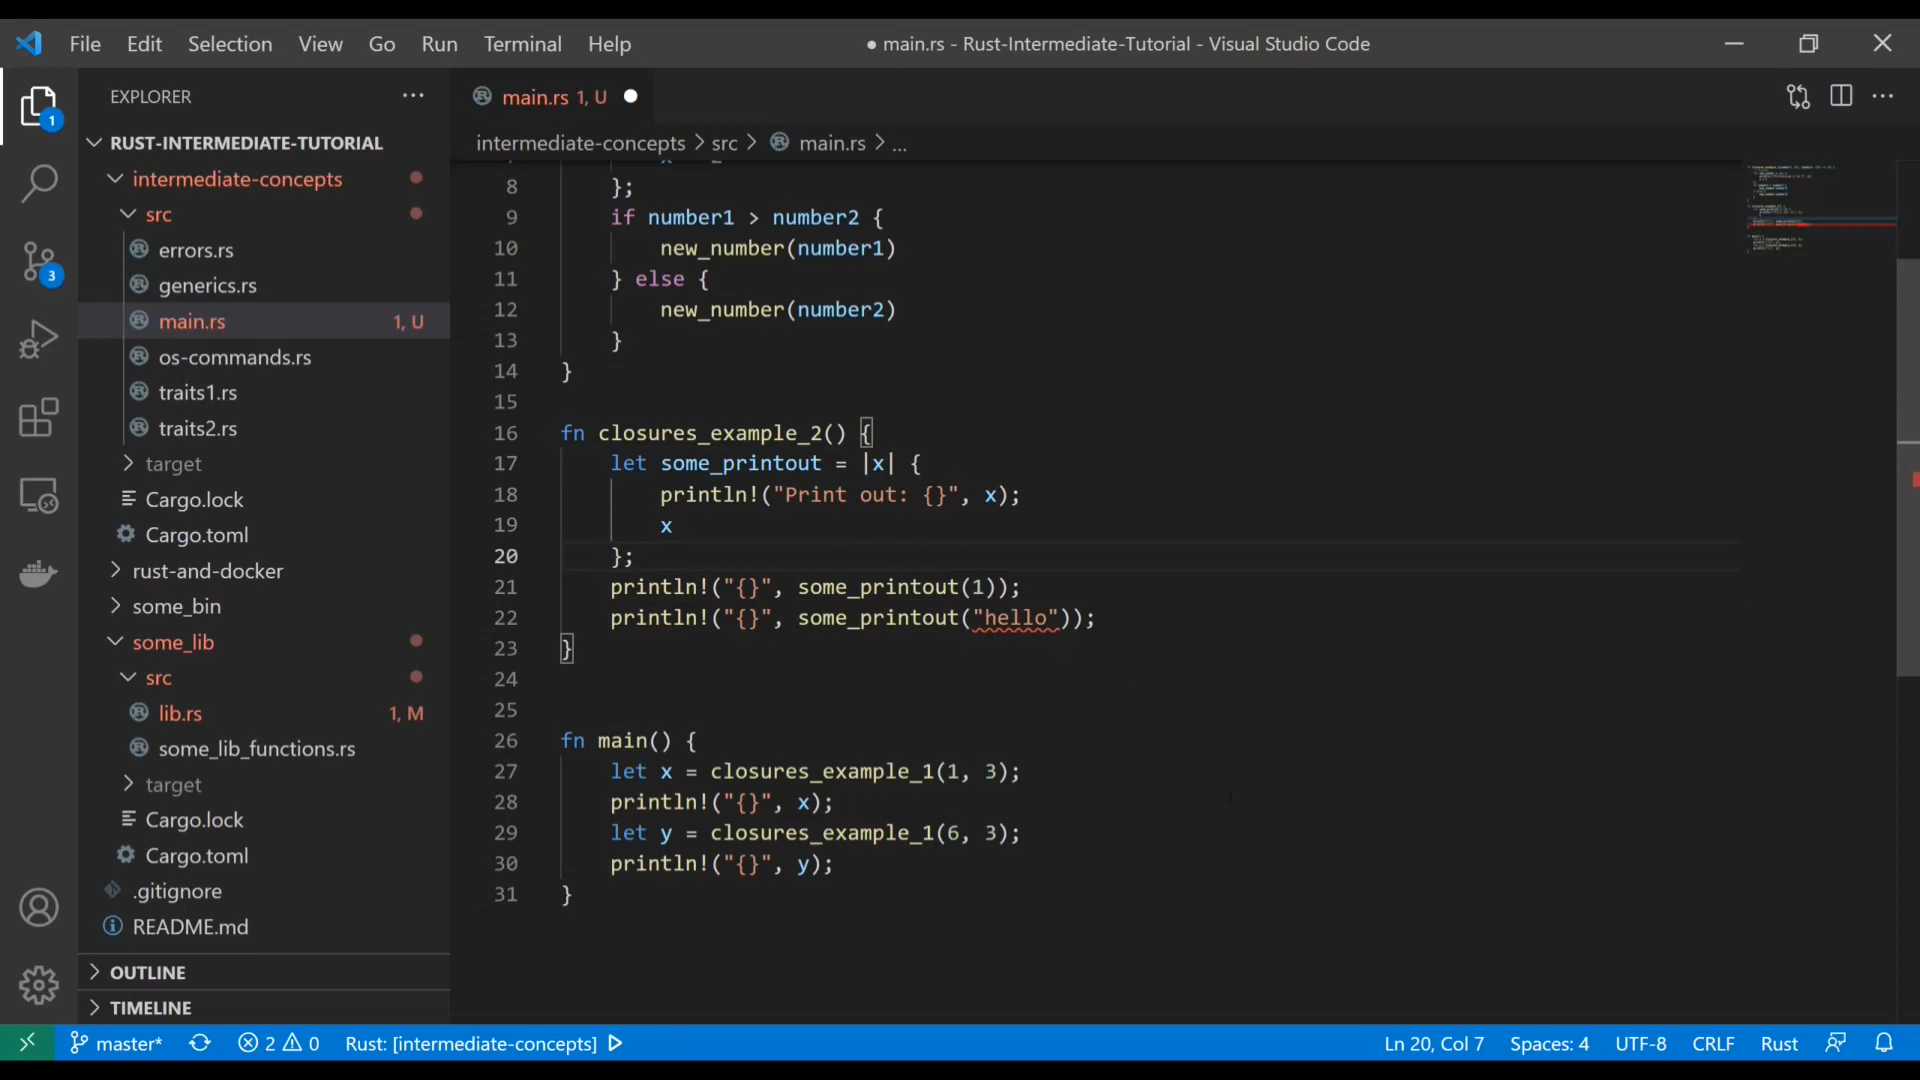 File Edit Selection View Go Run Terminal Help
● main.rs - Rust-Intermediate-Tutorial - Visual Studio Code
EXPLORER
main.rs 1, U
RUST-INTERMEDIATE-TUTORIAL
intermediate-concepts > src > main.rs > ...
intermediate-concepts
src
errors.rs
generics.rs
main.rs 1, U
os-commands.rs
traits1.rs
traits2.rs
target
Cargo.lock
Cargo.toml
rust-and-docker
some_bin
some_lib
src
lib.rs 1, M
some_lib_functions.rs
target
Cargo.lock
Cargo.toml
.gitignore
README.md
OUTLINE
TIMELINE
1
3
8 };
9 if number1 > number2 {
10 new_number(number1)
11 } else {
12 new_number(number2)
13 }
14 }
15
16 fn closures_example_2() {
17 let some_printout = |x| {
18 println!("Print out: {}", x);
19 x
20 };
21 println!("{}", some_printout(1));
22 println!("{}", some_printout("hello"));
23 }
24
25
26 fn main() {
27 let x = closures_example_1(1, 3);
28 println!("{}", x);
29 let y = closures_example_1(6, 3);
30 println!("{}", y);
31 }
master* 2 0 Rust: [intermediate-concepts] Ln 20, Col 7 Spaces: 4 UTF-8 CRLF Rust